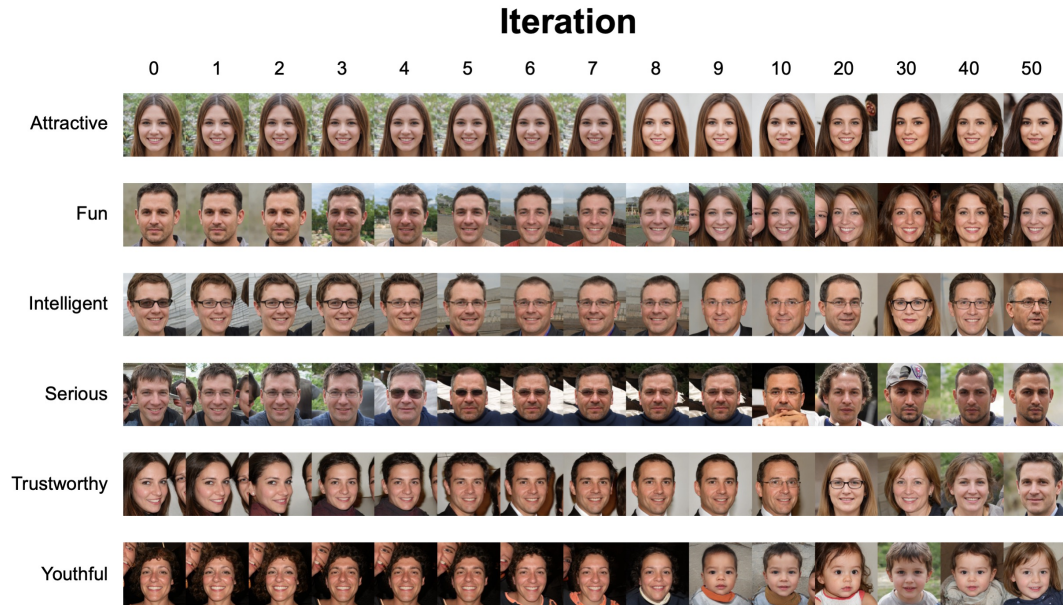 Iteration
0 1 2 3 4 5 6 7 8 9 10 20 30 40 50
Attractive
Fun
Intelligent
Serious
Trustworthy
Youthful